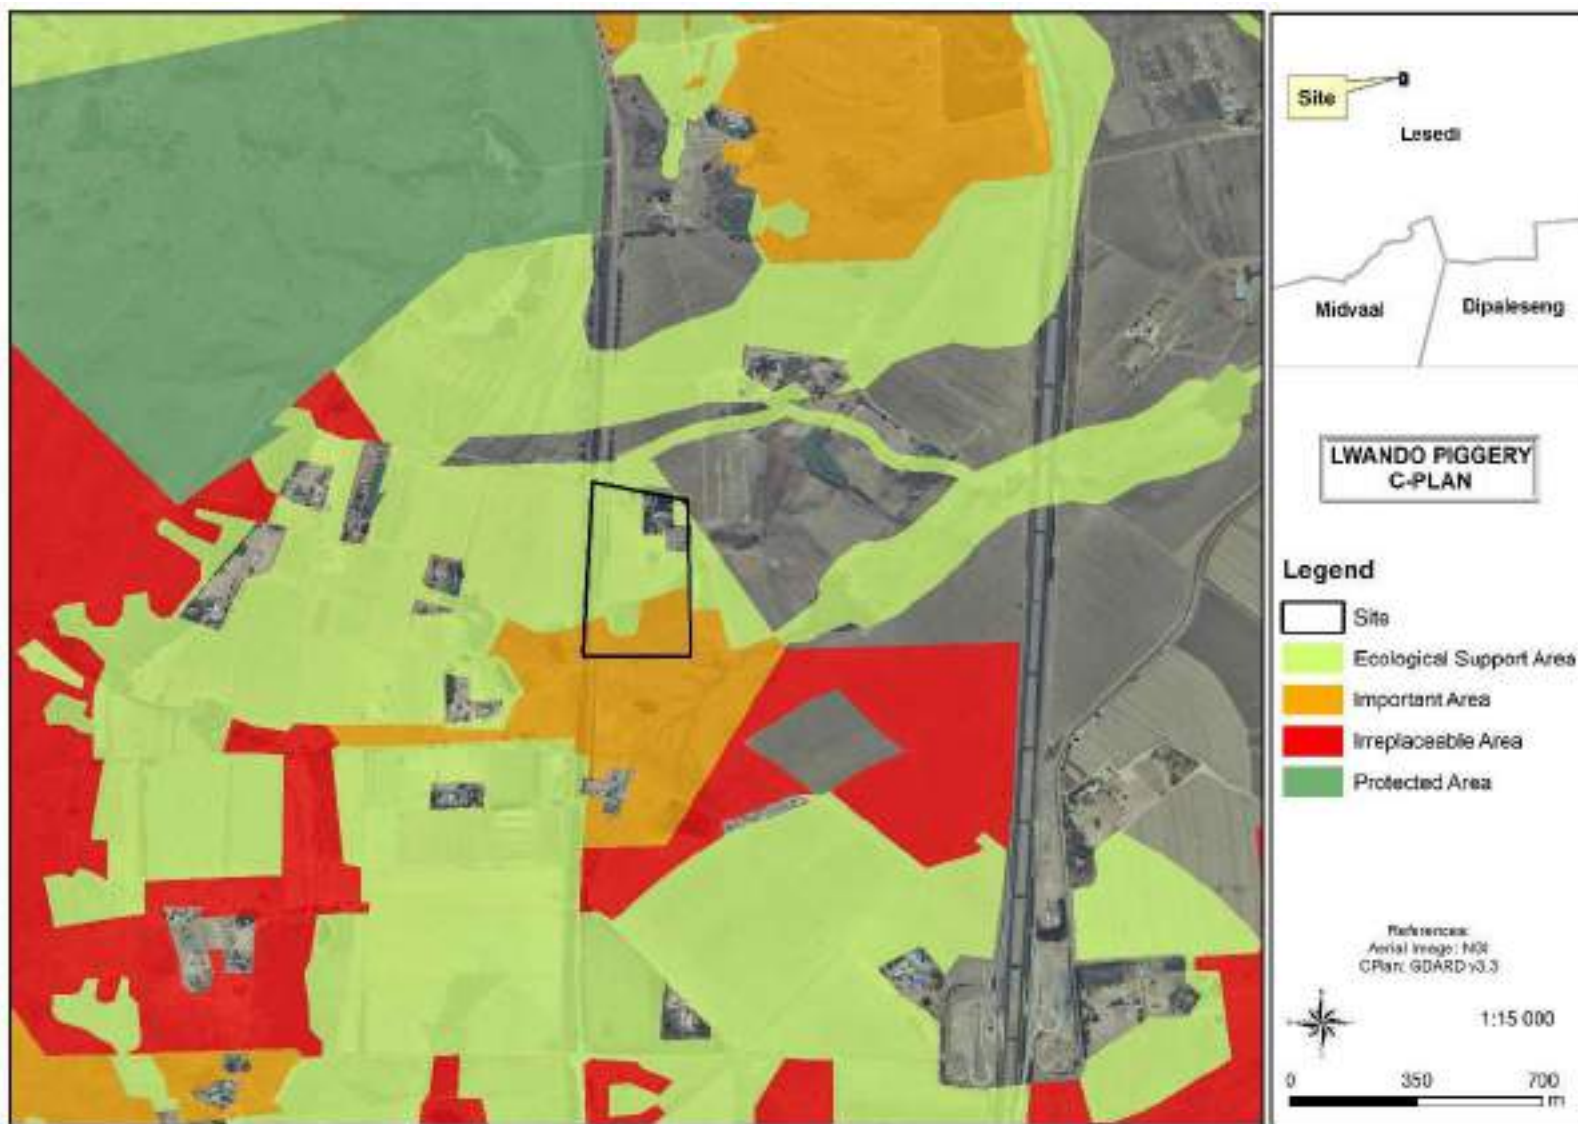 Site
Lesedi
Midvaal
Dipaleseng
LWANDO PIGGERY
C-PLAN
Legend
Site
Ecological Support Area
Important Area
Irreplaceable Area
Protected Area
References:
Aerial Image: NGI
CPlan: GDARD v3.3
1:15 000
0 350 700
m